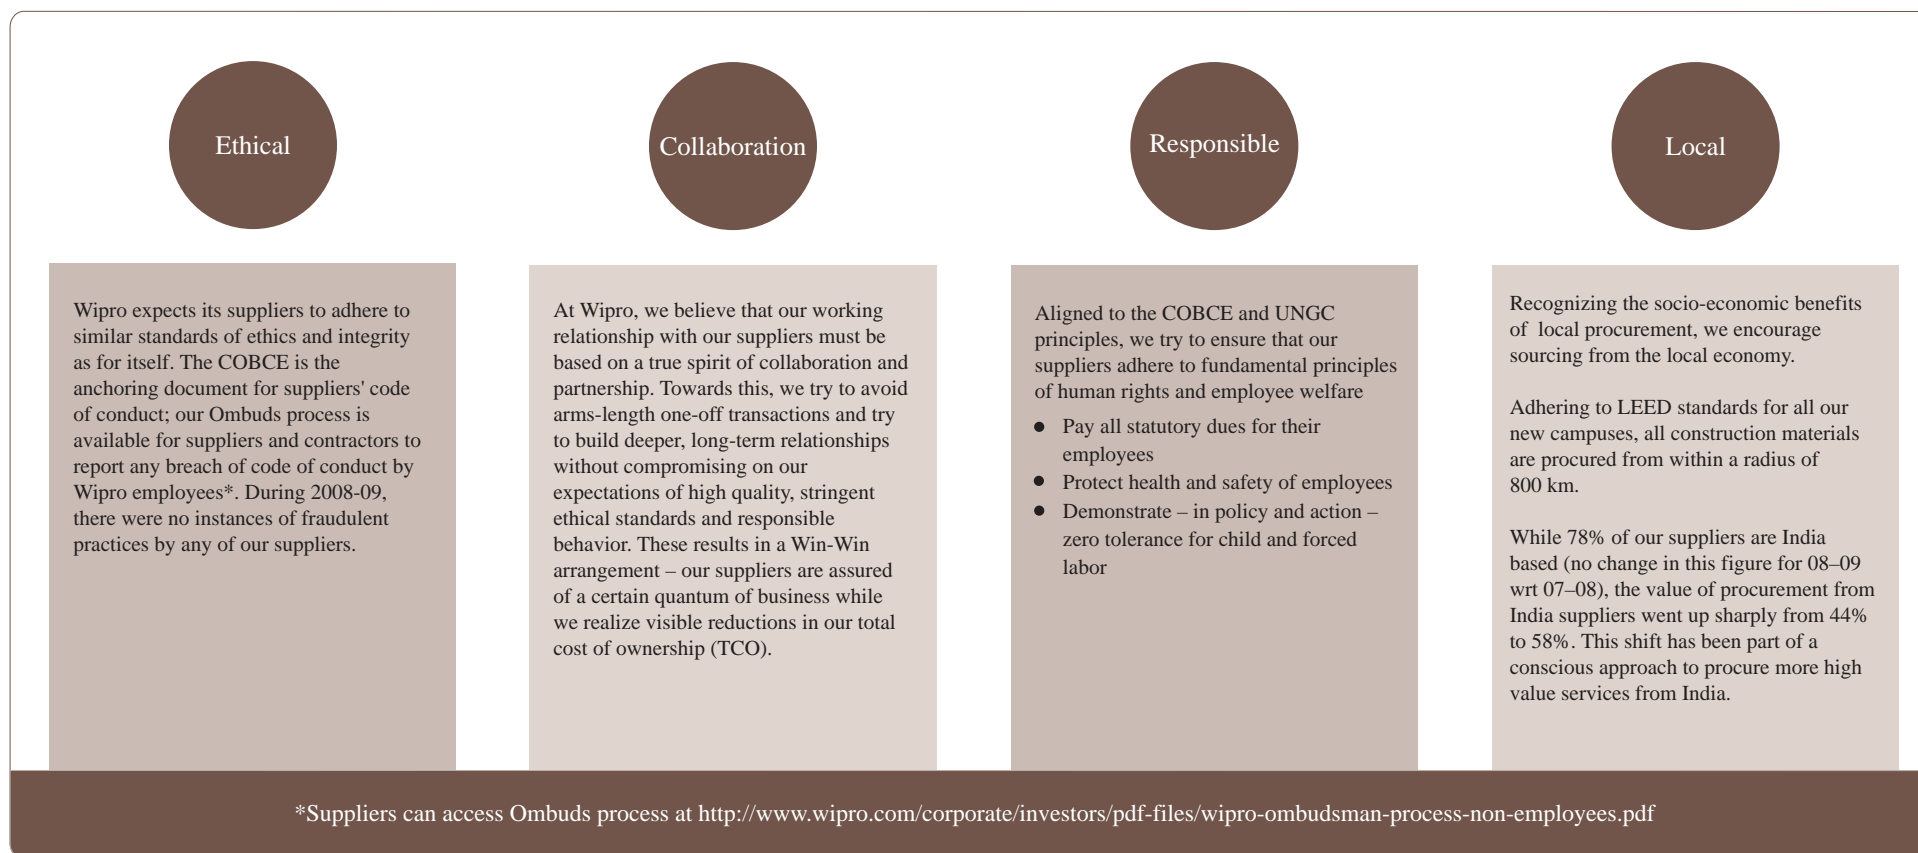 Ethical
Wipro expects its suppliers to adhere to
similar standards of ethics and integrity
as for itself. The COBCE is the
anchoring document for suppliers' code
of conduct; our Ombuds process is
available for suppliers and contractors to
report any breach of code of conduct by
Wipro employees*. During 2008-09,
there were no instances of fraudulent
practices by any of our suppliers.
Collaboration
At Wipro, we believe that our working
relationship with our suppliers must be
based on a true spirit of collaboration and
partnership. Towards this, we try to avoid
arms-length one-off transactions and try
to build deeper, long-term relationships
without compromising on our
expectations of high quality, stringent
ethical standards and responsible
behavior. These results in a Win-Win
arrangement – our suppliers are assured
of a certain quantum of business while
we realize visible reductions in our total
cost of ownership (TCO).
Responsible
Aligned to the COBCE and UNGC
principles, we try to ensure that our
suppliers adhere to fundamental principles
of human rights and employee welfare
● Pay all statutory dues for their
employees
● Protect health and safety of employees
● Demonstrate – in policy and action –
zero tolerance for child and forced
labor
Local
Recognizing the socio-economic benefits
of local procurement, we encourage
sourcing from the local economy.
Adhering to LEED standards for all our
new campuses, all construction materials
are procured from within a radius of
800 km.
While 78% of our suppliers are India
based (no change in this figure for 08–09
wrt 07–08), the value of procurement from
India suppliers went up sharply from 44%
to 58%. This shift has been part of a
conscious approach to procure more high
value services from India.
*Suppliers can access Ombuds process at http://www.wipro.com/corporate/investors/pdf-files/wipro-ombudsman-process-non-employees.pdf